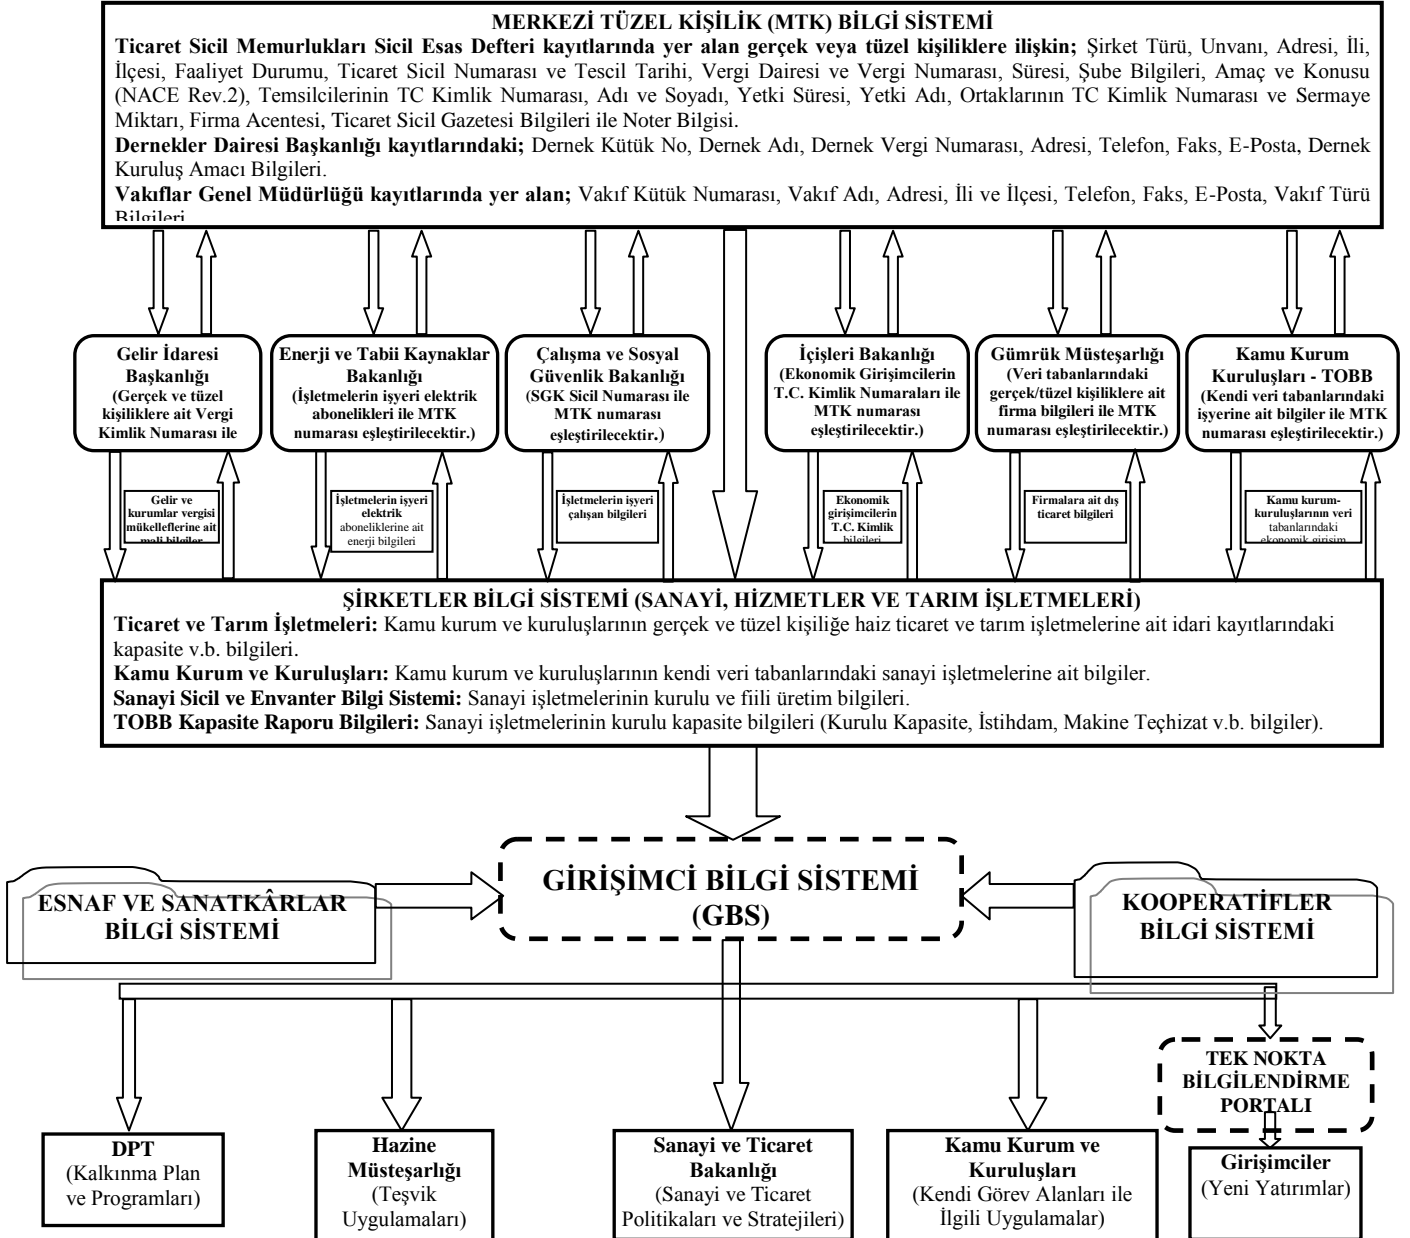 MERKEZİ TÜZEL KİŞİLİK (MTK) BİLGİ SİSTEMİ
Ticaret Sicil Memurlukları Sicil Esas Defteri kayıtlarında yer alan gerçek veya tüzel kişiliklere ilişkin; Şirket Türü, Unvanı, Adresi, İli,
İlçesi, Faaliyet Durumu, Ticaret Sicil Numarası ve Tescil Tarihi, Vergi Dairesi ve Vergi Numarası, Süresi, Şube Bilgileri, Amaç ve Konusu
(NACE Rev.2), Temsilcilerinin TC Kimlik Numarası, Adı ve Soyadı, Yetki Süresi, Yetki Adı, Ortaklarının TC Kimlik Numarası ve Sermaye
Miktarı, Firma Acentesi, Ticaret Sicil Gazetesi Bilgileri ile Noter Bilgisi.
Dernekler Dairesi Başkanlığı kayıtlarındaki; Dernek Kütük No, Dernek Adı, Dernek Vergi Numarası, Adresi, Telefon, Faks, E-Posta, Dernek
Kuruluş Amacı Bilgileri.
Vakıflar Genel Müdürlüğü kayıtlarında yer alan; Vakıf Kütük Numarası, Vakıf Adı, Adresi, İli ve İlçesi, Telefon, Faks, E-Posta, Vakıf Türü
Bilgileri
Gelir İdaresi
Başkanlığı
(Gerçek ve tüzel
kişiliklere ait Vergi
Kimlik Numarası ile
Enerji ve Tabii Kaynaklar
Bakanlığı
(İşletmelerin işyeri elektrik
abonelikleri ile MTK
numarası eşleştirilecektir.)
Çalışma ve Sosyal
Güvenlik Bakanlığı
(SGK Sicil Numarası ile
MTK numarası
eşleştirilecektir.)
İçişleri Bakanlığı
(Ekonomik Girişimcilerin
T.C. Kimlik Numaraları ile
MTK numarası
eşleştirilecektir.)
Gümrük Müsteşarlığı
(Veri tabanlarındaki
gerçek/tüzel kişiliklere ait
firma bilgileri ile MTK
numarası eşleştirilecektir.)
Kamu Kurum
Kuruluşları - TOBB
(Kendi veri tabanlarındaki
işyerine ait bilgiler ile MTK
numarası eşleştirilecektir.)
Gelir ve
kurumlar vergisi
mükelleflerine ait
mali bilgiler
İşletmelerin işyeri
elektrik
aboneliklerine ait
enerji bilgileri
İşletmelerin işyeri
çalışan bilgileri
Ekonomik
girişimcilerin
T.C. Kimlik
bilgileri
Firmalara ait dış
ticaret bilgileri
Kamu kurum-
kuruluşlarının veri
tabanlarındaki
ekonomik girişim
ŞİRKETLER BİLGİ SİSTEMİ (SANAYİ, HİZMETLER VE TARIM İŞLETMELERİ)
Ticaret ve Tarım İşletmeleri: Kamu kurum ve kuruluşlarının gerçek ve tüzel kişiliğe haiz ticaret ve tarım işletmelerine ait idari kayıtlarındaki
kapasite v.b. bilgileri.
Kamu Kurum ve Kuruluşları: Kamu kurum ve kuruluşlarının kendi veri tabanlarındaki sanayi işletmelerine ait bilgiler.
Sanayi Sicil ve Envanter Bilgi Sistemi: Sanayi işletmelerinin kurulu ve fiili üretim bilgileri.
TOBB Kapasite Raporu Bilgileri: Sanayi işletmelerinin kurulu kapasite bilgileri (Kurulu Kapasite, İstihdam, Makine Teçhizat v.b. bilgiler).
GİRİŞİMCİ BİLGİ SİSTEMİ
(GBS)
ESNAF VE SANATKÂRLAR
BİLGİ SİSTEMİ
KOOPERATİFLER
BİLGİ SİSTEMİ
TEK NOKTA
BİLGİLENDİRME
PORTALI
DPT
(Kalkınma Plan
ve Programları)
Hazine
Müsteşarlığı
(Teşvik
Uygulamaları)
Sanayi ve Ticaret
Bakanlığı
(Sanayi ve Ticaret
Politikaları ve Stratejileri)
Kamu Kurum ve
Kuruluşları
(Kendi Görev Alanları ile
İlgili Uygulamalar)
Girişimciler
(Yeni Yatırımlar)